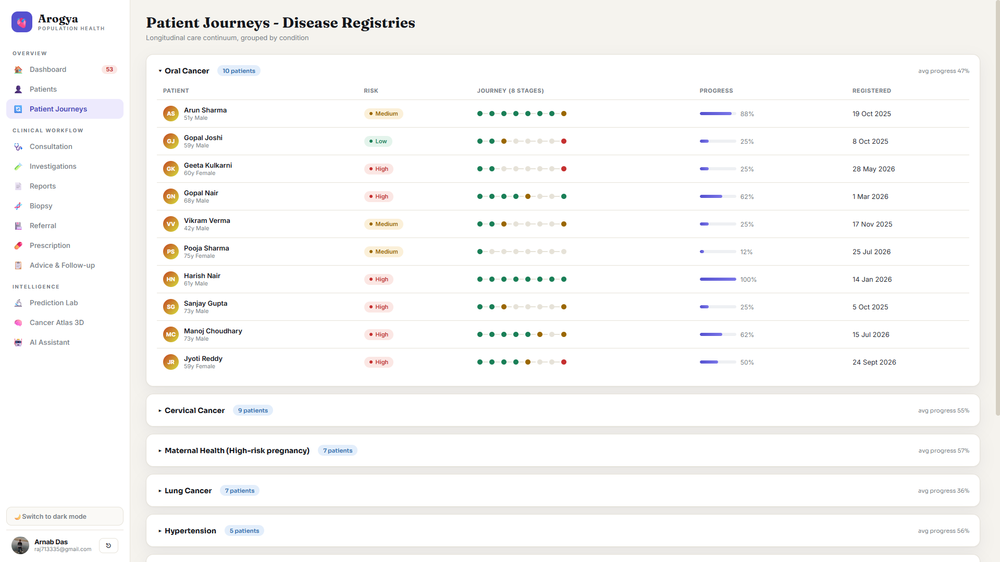 Arogya
POPULATION HEALTH
OVERVIEW
Dashboard 53
Patients
Patient Journeys
CLINICAL WORKFLOW
Consultation
Investigations
Reports
Biopsy
Referral
Prescription
Advice & Follow-up
INTELLIGENCE
Prediction Lab
Cancer Atlas 3D
AI Assistant
Switch to dark mode
Arnab Das
raj713335@gmail.com
Patient Journeys - Disease Registries
Longitudinal care continuum, grouped by condition
Oral Cancer 10 patients avg progress 47%
PATIENT RISK JOURNEY (8 STAGES) PROGRESS REGISTERED
AS Arun Sharma Medium 88% 19 Oct 2025
51y Male
GJ Gopal Joshi Low 25% 8 Oct 2025
59y Male
GK Geeta Kulkarni High 25% 28 May 2026
60y Female
GN Gopal Nair High 62% 1 Mar 2026
68y Male
VV Vikram Verma Medium 25% 17 Nov 2025
42y Male
PS Pooja Sharma Medium 12% 25 Jul 2026
75y Female
HN Harish Nair High 100% 14 Jan 2026
61y Male
SG Sanjay Gupta High 25% 5 Oct 2025
73y Male
MC Manoj Choudhary High 62% 15 Jul 2026
73y Male
JR Jyoti Reddy High 50% 24 Sept 2026
59y Female
Cervical Cancer 9 patients avg progress 55%
Maternal Health (High-risk pregnancy) 7 patients avg progress 57%
Lung Cancer 7 patients avg progress 36%
Hypertension 5 patients avg progress 56%